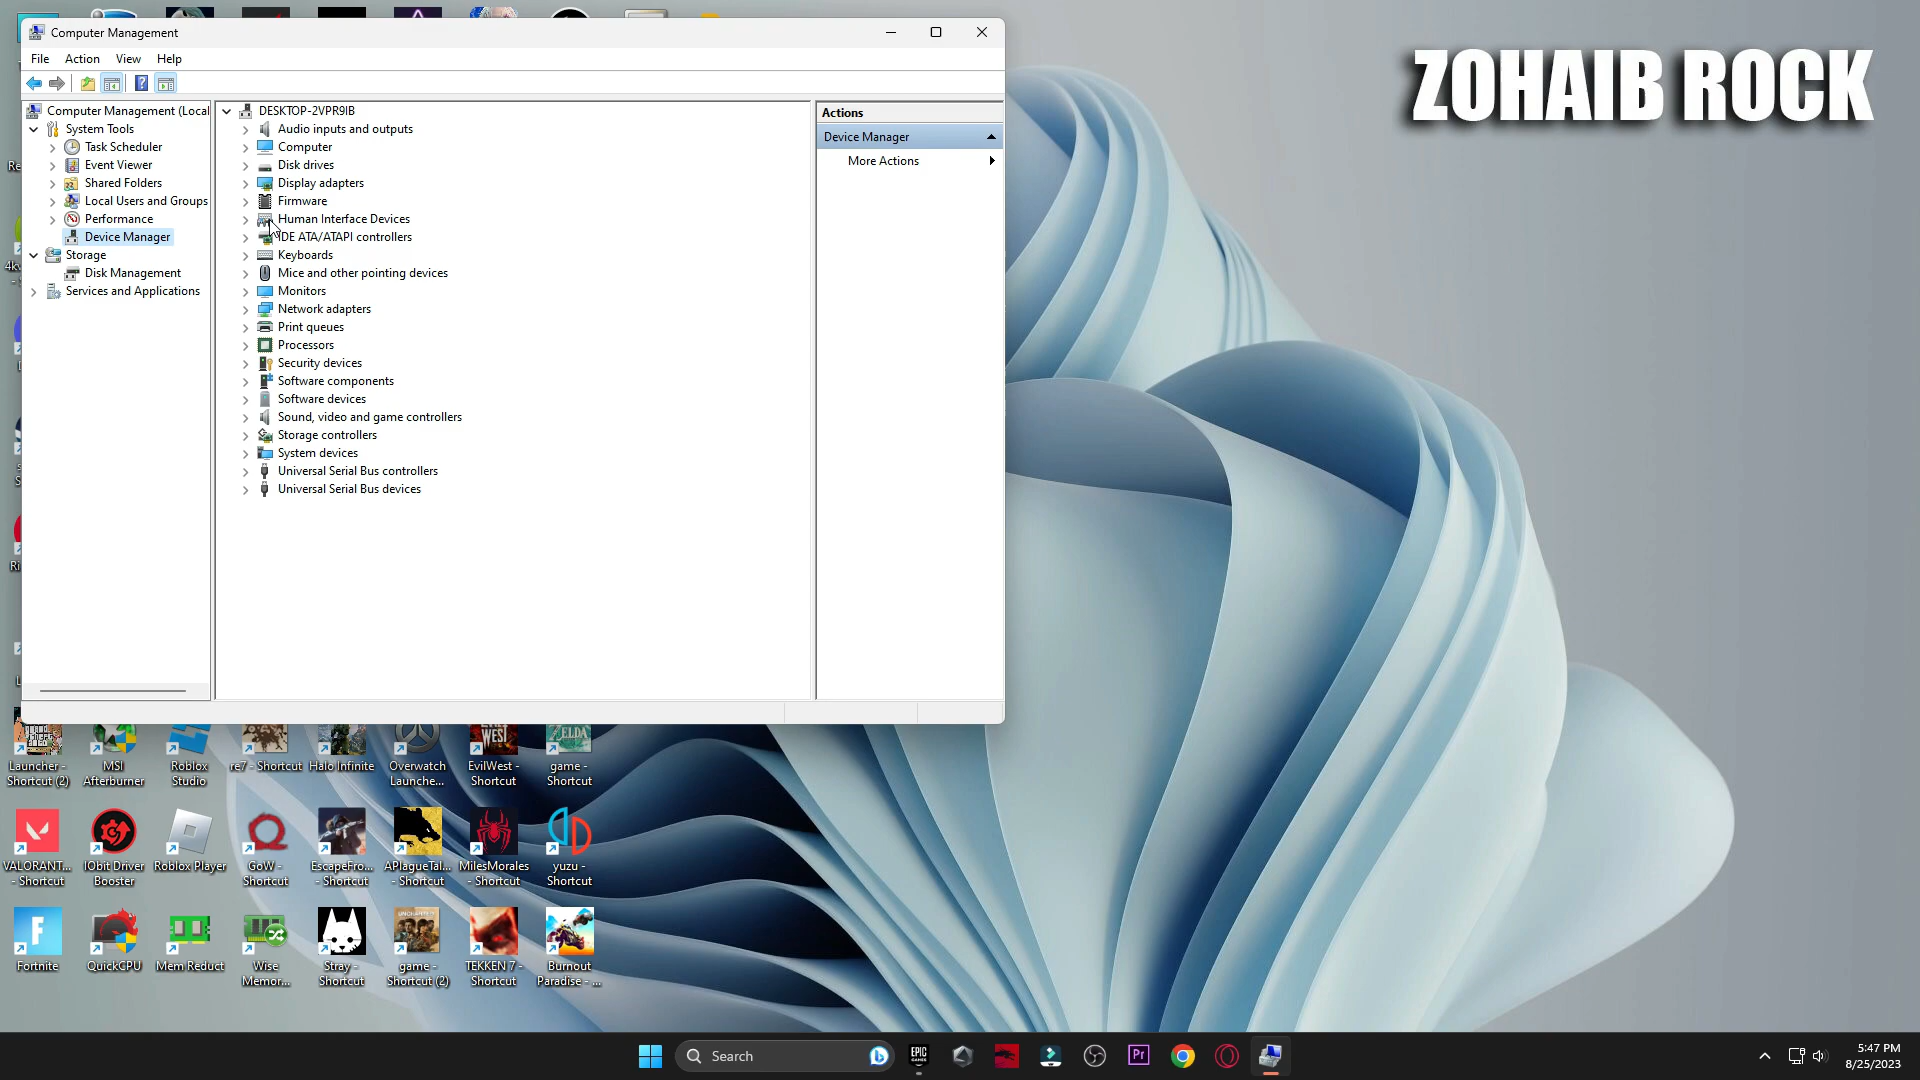 Computer Management
File Action View Help
Computer Management (Local
System Tools
Task Scheduler
Event Viewer
Shared Folders
Local Users and Groups
Performance
Device Manager
Storage
Disk Management
Services and Applications
DESKTOP-2VPR9IB
Audio inputs and outputs
Computer
Disk drives
Display adapters
Firmware
Human Interface Devices
IDE ATA/ATAPI controllers
Keyboards
Mice and other pointing devices
Monitors
Network adapters
Print queues
Processors
Security devices
Software components
Software devices
Sound, video and game controllers
Storage controllers
System devices
Universal Serial Bus controllers
Universal Serial Bus devices
Actions
Device Manager
More Actions
ZOHAIB ROCK
Launcher -
Shortcut (2)
MSI
Afterburner
Roblox
Studio
re7 - Shortcut
Halo Infinite
Overwatch
Launche...
EvilWest -
Shortcut
game -
Shortcut
VALORANT...
- Shortcut
IObit Driver
Booster
Roblox Player
GoW -
Shortcut
EscapeFro...
- Shortcut
APlagueTal...
- Shortcut
MilesMorales
- Shortcut
yuzu -
Shortcut
Fortnite
QuickCPU
Mem Reduct
Wise
Memor...
Stray -
Shortcut
game -
Shortcut (2)
TEKKEN 7 -
Shortcut
Burnout
Paradise - ...
Search
EPIC
GAMES
Pr
5:47 PM
8/25/2023